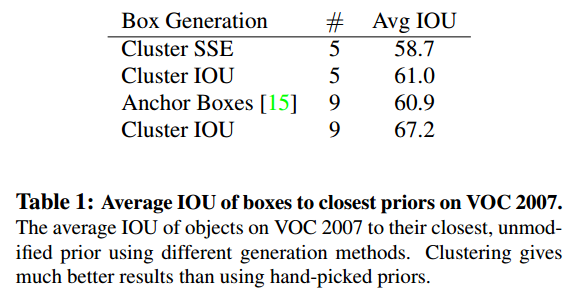 Box Generation # Avg IOU
Cluster SSE 5 58.7
Cluster IOU 5 61.0
Anchor Boxes [15] 9 60.9
Cluster IOU 9 67.2
Table 1: Average IOU of boxes to closest priors on VOC 2007.
The average IOU of objects on VOC 2007 to their closest, unmod-
ified prior using different generation methods. Clustering gives
much better results than using hand-picked priors.